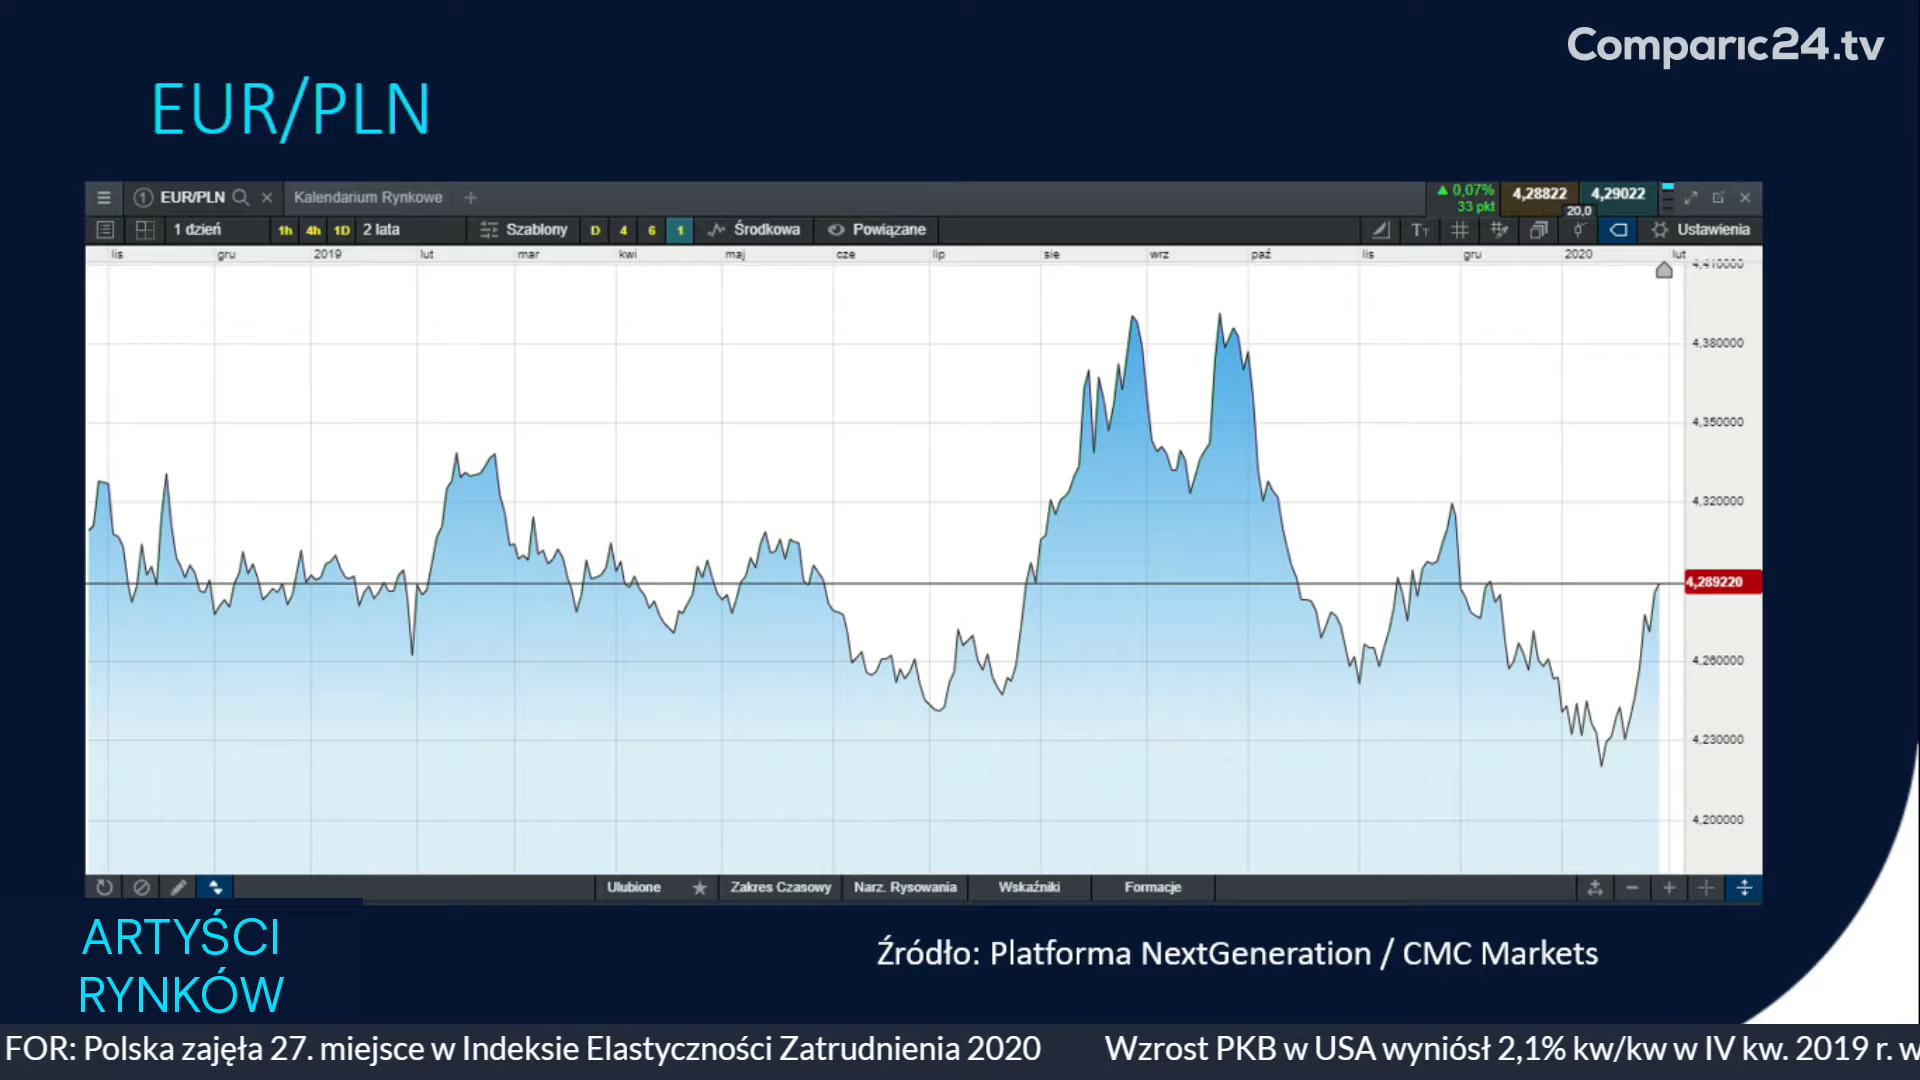 Comparic24.tv
EUR/PLN
1 EUR/PLN Kalendarium Rynkowe
0,07% 33 pkt 4,28822 20,0 4,29022
1 dzień 1h 4h 1D 2 lata Szablony D 4 6 1 Środkowa Powiązane Ustawienia
lis gru 2019 lut mar kwi maj cze lip sie wrz paź lis gru 2020 lut
4,410000
4,380000
4,350000
4,320000
4,289220
4,260000
4,230000
4,200000
Ulubione Zakres Czasowy Narz. Rysowania Wskaźniki Formacje
ARTYŚCI
RYNKÓW
Źródło: Platforma NextGeneration / CMC Markets
FOR: Polska zajęła 27. miejsce w Indeksie Elastyczności Zatrudnienia 2020 Wzrost PKB w USA wyniósł 2,1% kw/kw w IV kw. 2019 r. w